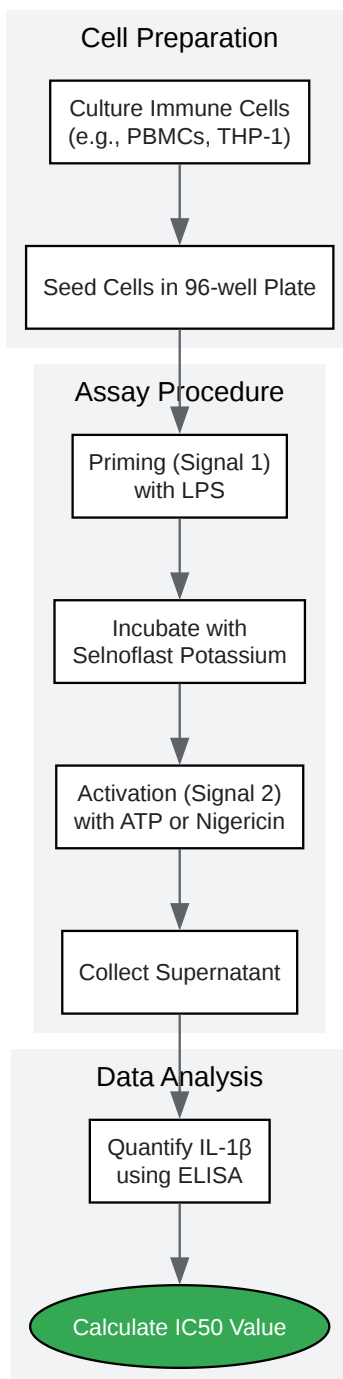 Cell Preparation
Culture Immune Cells
(e.g., PBMCs, THP-1)
Seed Cells in 96-well Plate
Assay Procedure
Priming (Signal 1)
with LPS
Incubate with
Selnoflast Potassium
Activation (Signal 2)
with ATP or Nigericin
Collect Supernatant
Data Analysis
Quantify IL-1β
using ELISA
Calculate IC50 Value